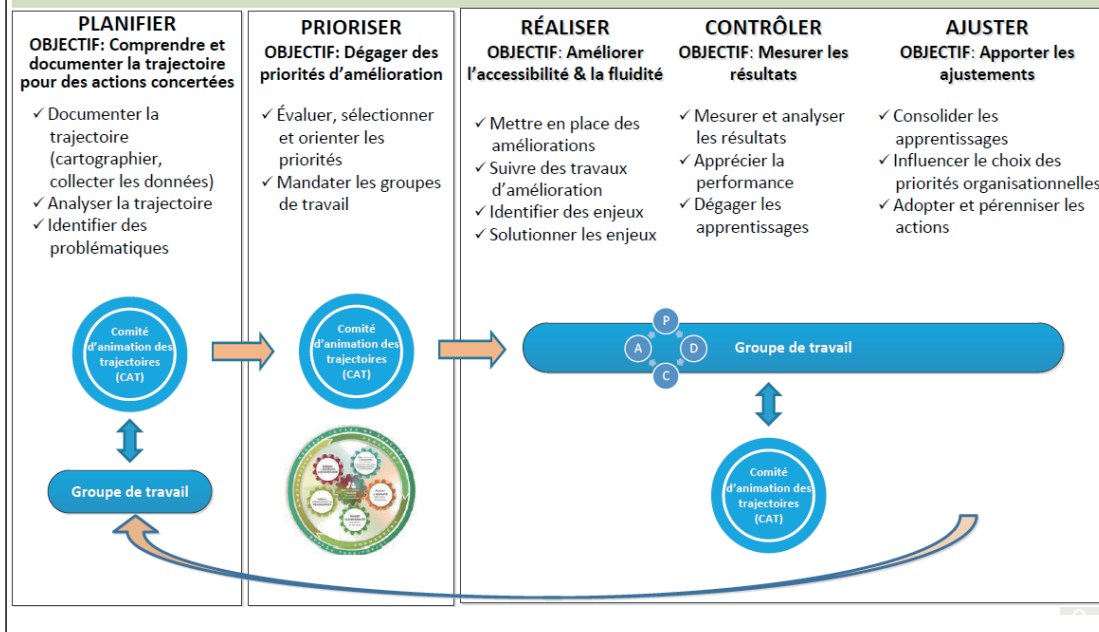 PLANIFIER
OBJECTIF: Comprendre et
documenter la trajectoire
pour des actions concertées
✓ Documenter la
trajectoire
(cartographier,
collecter les données)
✓ Analyser la trajectoire
✓ Identifier des
problématiques
Comité
d'animation des
trajectoires
(CAT)
Groupe de travail
PRIORISER
OBJECTIF: Dégager des
priorités d'amélioration
✓ Évaluer, sélectionner
et orienter les
priorités
✓ Mandater les groupes
de travail
Comité
d'animation des
trajectoires
(CAT)
RÉALISER
OBJECTIF: Améliorer
l'accessibilité & la fluidité
✓ Mettre en place des
améliorations
✓ Suivre des travaux
d'amélioration
✓ Identifier des enjeux
✓ Solutionner les enjeux
CONTRÔLER
OBJECTIF: Mesurer les
résultats
✓ Mesurer et analyser
les résultats
✓ Apprécier la
performance
✓ Dégager les
apprentissages
AJUSTER
OBJECTIF: Apporter les
ajustements
✓ Consolider les
apprentissages
✓ Influencer le choix des
priorités organisationnelles
✓ Adopter et pérenniser les
actions
P
A
D
C
Groupe de travail
Comité
d'animation des
trajectoires
(CAT)